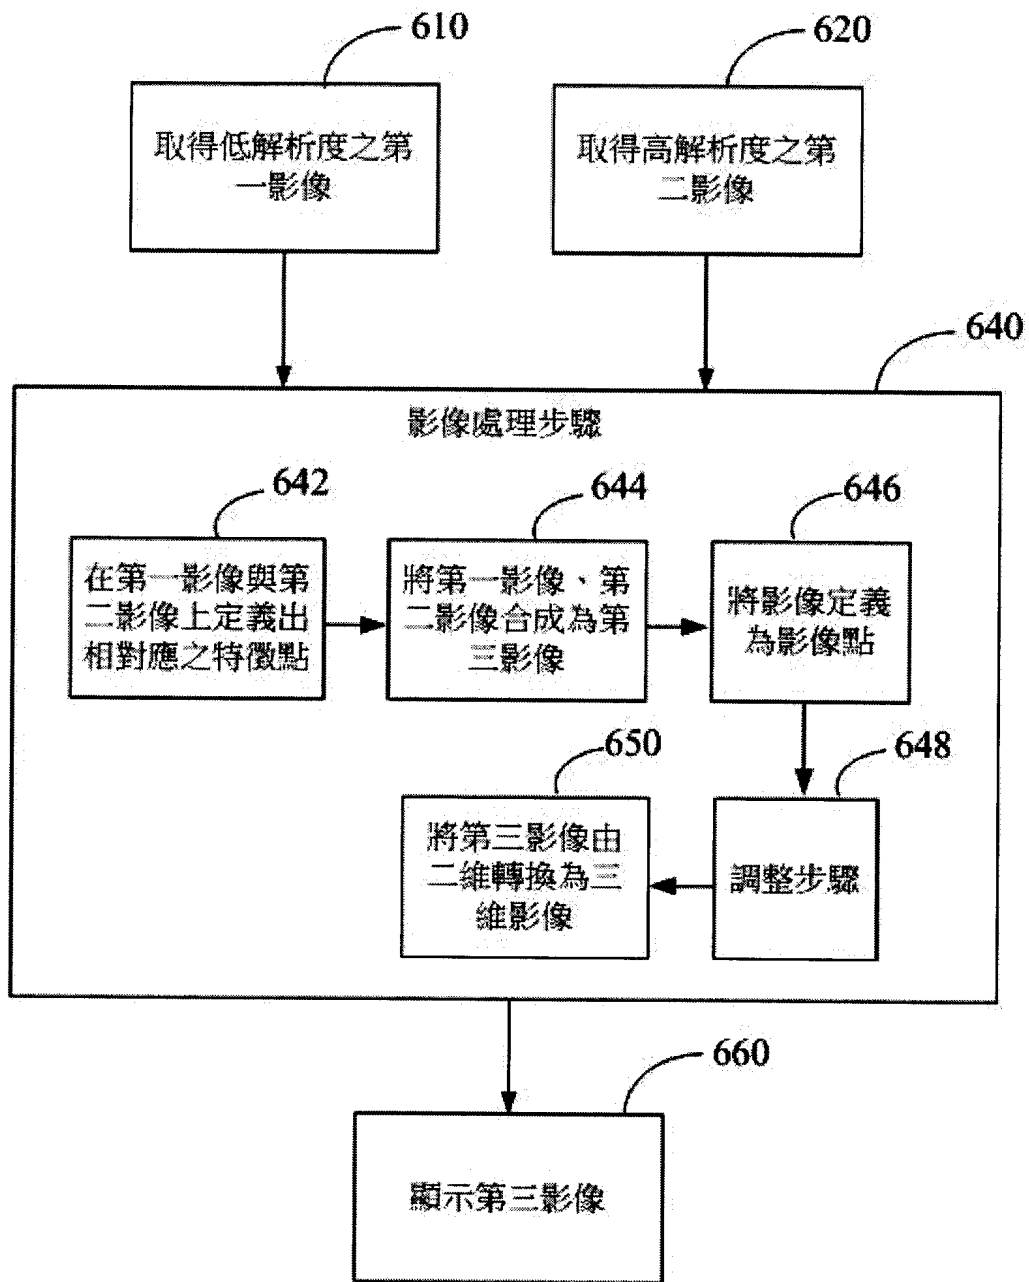 610
620
取得低解析度之第
一影像
取得高解析度之第
二影像
640
影像處理步驟
642
644
646
在第一影像與第
二影像上定義出
相對應之特徵點
將第一影像、第
二影像合成為第
三影像
將影像定義
為影像點
650
648
將第三影像由
二維轉換為三
維影像
調整步驟
660
顯示第三影像